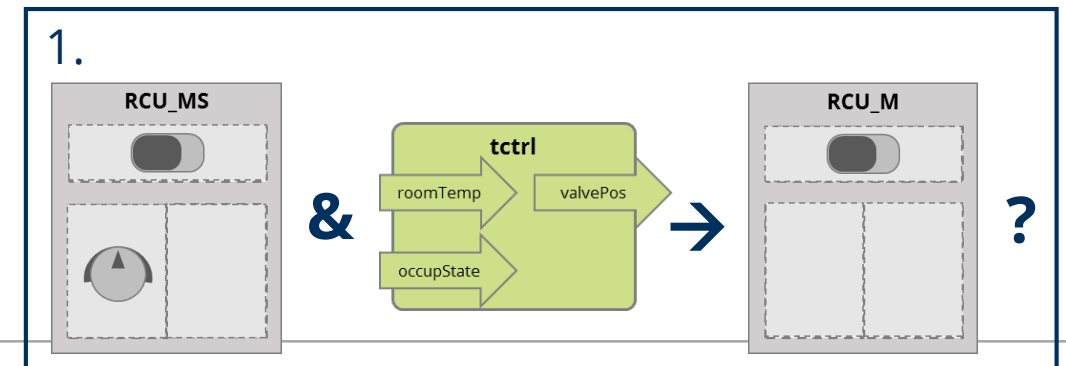 1.
RCU_MS
&
tctrl
roomTemp
valvePos
occupState
→
RCU_M
?